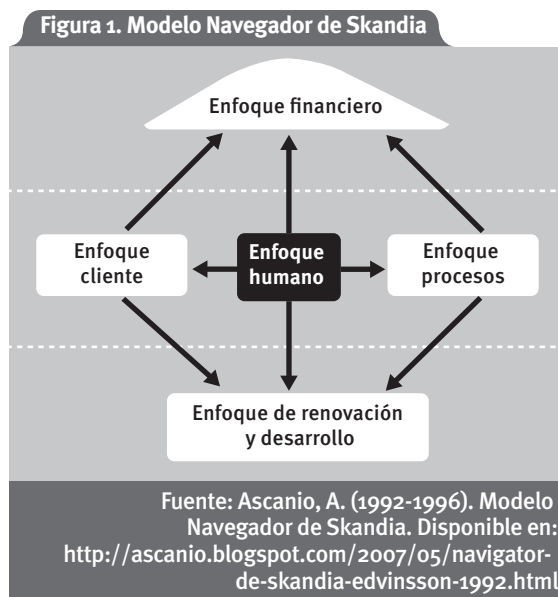 Figura 1. Modelo Navegador de Skandia
Enfoque financiero
Enfoque
cliente
Enfoque
humano
Enfoque
procesos
Enfoque de renovación
y desarrollo
Fuente: Ascanio, A. (1992-1996). Modelo
Navegador de Skandia. Disponible en:
http://ascanio.blogspot.com/2007/05/navigator-
de-skandia-edvinsson-1992.html